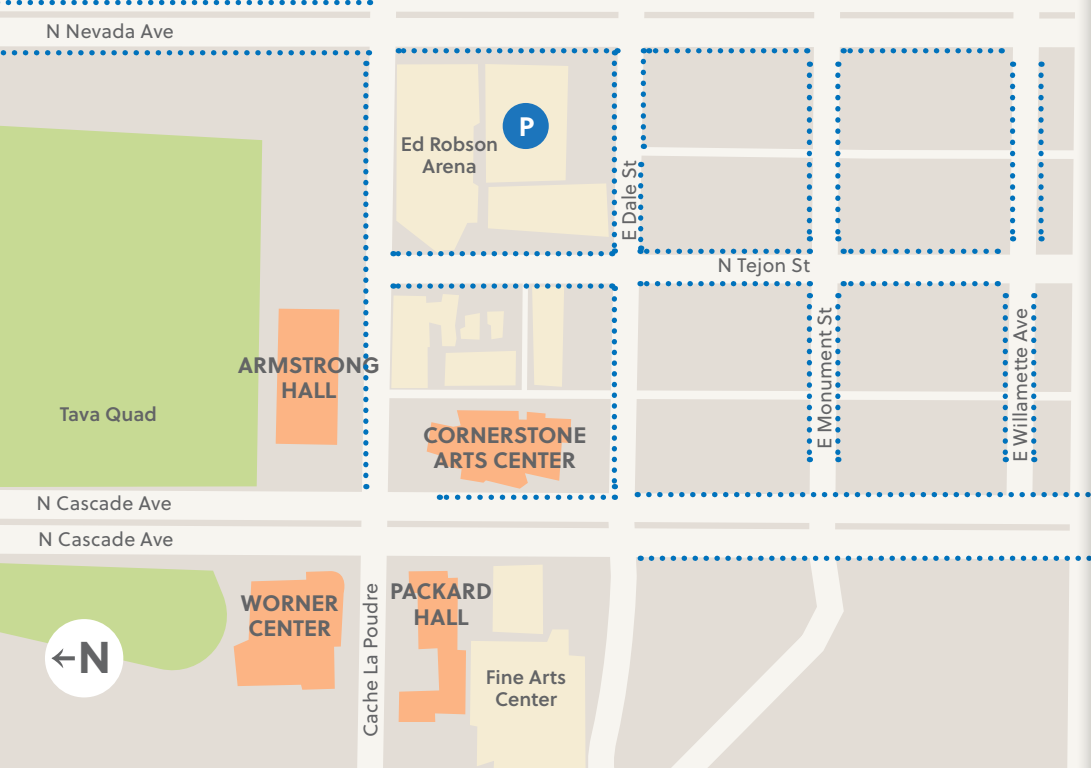 N Nevada Ave
P
Ed Robson
Arena
E Dale St
N Tejon St
ARMSTRONG
HALL
Tava Quad
E Monument St
E Willamette Ave
CORNERSTONE
ARTS CENTER
N Cascade Ave
N Cascade Ave
WORNER
CENTER
Cache La Poudre
PACKARD
HALL
←N
Fine Arts
Center